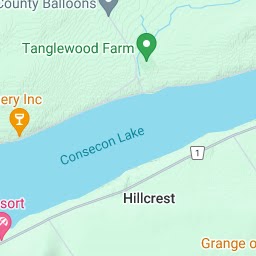 County Balloons
Tanglewood Farm
ery Inc
Consecon Lake
1
Hillcrest
sort
Grange o